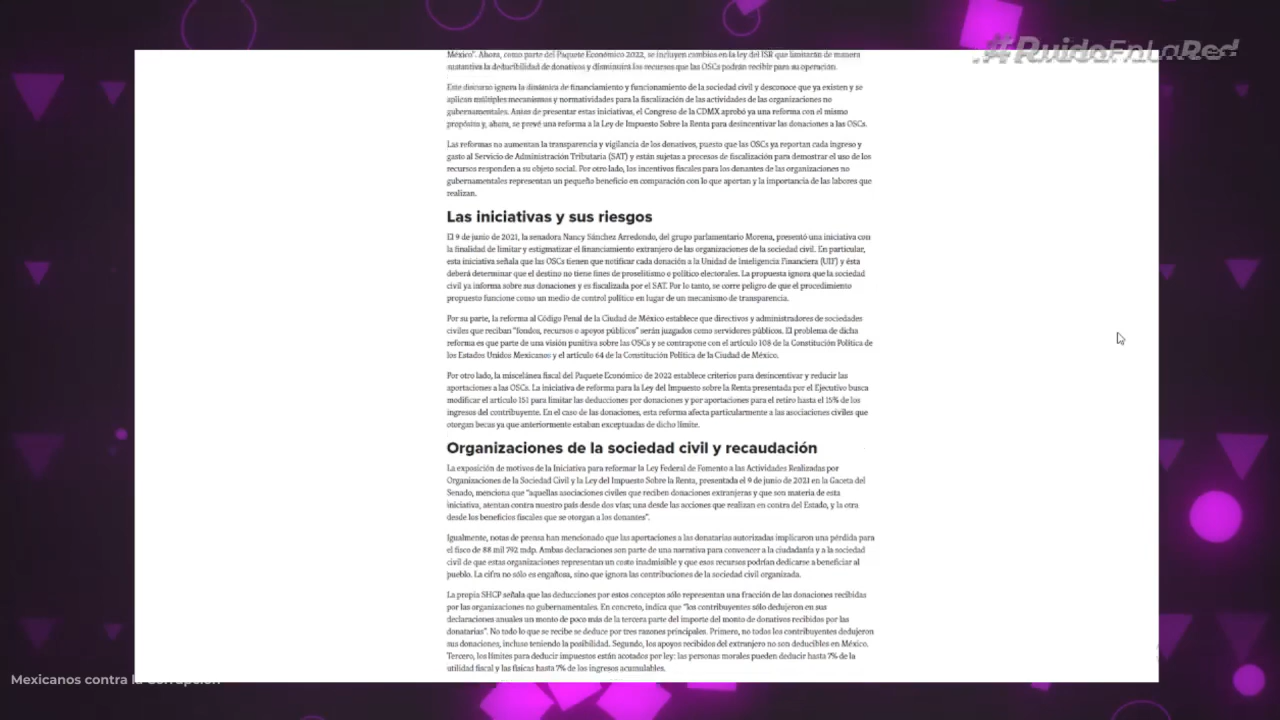 #RuidoEnLaRed
México". Ahora, como parte del Paquete Económico 2022, se incluyen cambios en la ley del ISR que limitarán de manera
sustantiva la deducibilidad de donativos y disminuirá los recursos que las OSCs podrán recibir para su operación.
Este discurso ignora la dinámica de financiamiento y funcionamiento de la sociedad civil y desconoce que ya existen y se
aplican múltiples mecanismos y normatividades para la fiscalización de las actividades de las organizaciones no
gubernamentales. Antes de presentar estas iniciativas, el Congreso de la CDMX aprobó ya una reforma con el mismo
propósito y, ahora, se prevé una reforma a la Ley de Impuesto Sobre la Renta para desincentivar las donaciones a las OSCs.
Las reformas no aumentan la transparencia y vigilancia de los donativos, puesto que las OSCs ya reportan cada ingreso y
gasto al Servicio de Administración Tributaria (SAT) y están sujetas a procesos de fiscalización para demostrar el uso de los
recursos responden a su objeto social. Por otro lado, los incentivos fiscales para los donantes de las organizaciones no
gubernamentales representan un pequeño beneficio en comparación con lo que aportan y la importancia de las labores que
realizan.
Las iniciativas y sus riesgos
El 9 de junio de 2021, la senadora Nancy Sánchez Arredondo, del grupo parlamentario Morena, presentó una iniciativa con
la finalidad de limitar y estigmatizar el financiamiento extranjero de las organizaciones de la sociedad civil. En particular,
esta iniciativa señala que las OSCs tienen que notificar cada donación a la Unidad de Inteligencia Financiera (UIF) y ésta
deberá determinar que el destino no tiene fines de proselitismo o político electorales. La propuesta ignora que la sociedad
civil ya informa sobre sus donaciones y es fiscalizada por el SAT. Por lo tanto, se corre peligro de que el procedimiento
propuesto funcione como un medio de control político en lugar de un mecanismo de transparencia.
Por su parte, la reforma al Código Penal de la Ciudad de México establece que directivos y administradores de sociedades
civiles que reciban "fondos, recursos o apoyos públicos" serán juzgados como servidores públicos. El problema de dicha
reforma es que parte de una visión punitiva sobre las OSCs y se contrapone con el artículo 108 de la Constitución Política de
los Estados Unidos Mexicanos y el artículo 64 de la Constitución Política de la Ciudad de México.
Por otro lado, la miscelánea fiscal del Paquete Económico de 2022 establece criterios para desincentivar y reducir las
aportaciones a las OSCs. La iniciativa de reforma para la Ley del Impuesto sobre la Renta presentada por el Ejecutivo busca
modificar el artículo 151 para limitar las deducciones por donaciones y por aportaciones para el retiro hasta el 15% de los
ingresos del contribuyente. En el caso de las donaciones, esta reforma afecta particularmente a las asociaciones civiles que
otorgan becas ya que anteriormente estaban exceptuadas de dicho límite.
Organizaciones de la sociedad civil y recaudación
La exposición de motivos de la Iniciativa para reformar la Ley Federal de Fomento a las Actividades Realizadas por
Organizaciones de la Sociedad Civil y la Ley del Impuesto Sobre la Renta, presentada el 9 de junio de 2021 en la Gaceta del
Senado, menciona que "aquellas asociaciones civiles que reciben donaciones extranjeras y que son materia de esta
iniciativa, atentan contra nuestro país desde dos vías; una desde las acciones que realizan en contra del Estado, y la otra
desde los beneficios fiscales que se otorgan a los donantes".
Igualmente, notas de prensa han mencionado que las aportaciones a las donatarias autorizadas implicaron una pérdida para
el fisco de 88 mil 792 mdp. Ambas declaraciones son parte de una narrativa para convencer a la ciudadanía y a la sociedad
civil de que estas organizaciones representan un costo inadmisible y que esos recursos podrían dedicarse a beneficiar al
pueblo. La cifra no sólo es engañosa, sino que ignora las contribuciones de la sociedad civil organizada.
La propia SHCP señala que las deducciones por estos conceptos sólo representan una fracción de las donaciones recibidas
por las organizaciones no gubernamentales. En concreto, indica que "los contribuyentes sólo dedujeron en sus
declaraciones anuales un monto de poco más de la tercera parte del importe del monto de donativos recibidos por las
donatarias". No todo lo que se recibe se deduce por tres razones principales. Primero, no todos los contribuyentes dedujeron
sus donaciones, incluso teniendo la posibilidad. Segundo, los apoyos recibidos del extranjero no son deducibles en México.
Tercero, los límites para deducir impuestos están acotados por ley: las personas morales pueden deducir hasta 7% de la
utilidad fiscal y las físicas hasta 7% de los ingresos acumulables.
Mexicanos contra la corrupción